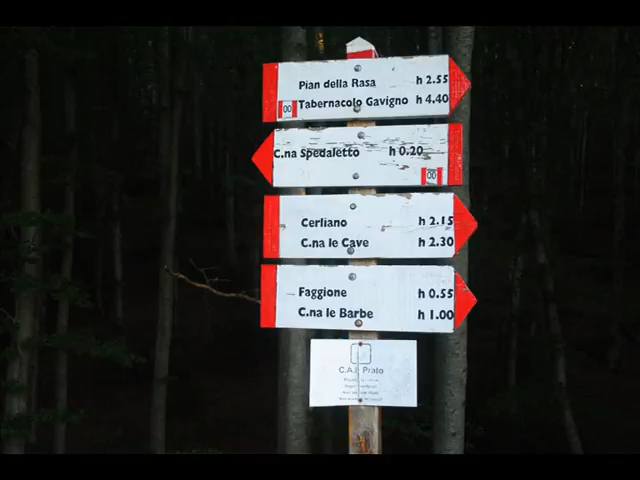 Pian della Rasa h 2.55
00 Tabernacolo Gavigno h 4.40
C.na Spedaletto h 0.20
00
Cerliano h 2.15
C.na le Cave h 2.30
Faggione h 0.55
C.na le Barbe h 1.00
C.A.I. Prato